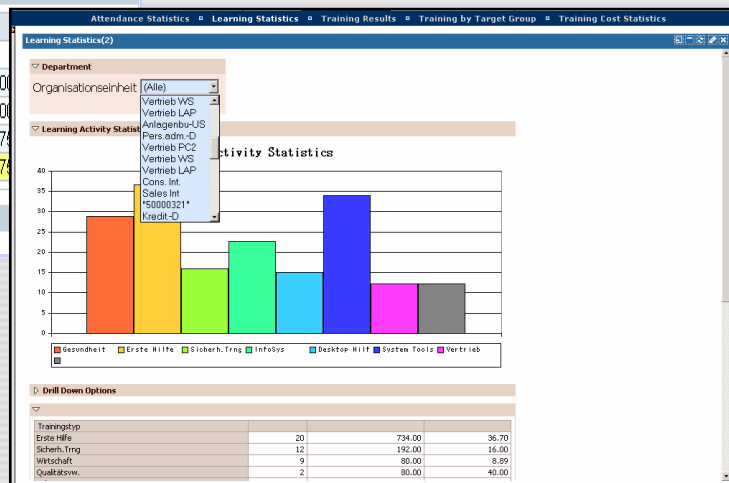 Attendance Statistics ▫ Learning Statistics ▫ Training Results ▫ Training by Target Group ▫ Training Cost Statistics
Learning Statistics(2)
Department
Organisationseinheit (Alle)
Vertrieb WS
Vertrieb LAP
Anlagenbu-US
Pers.adm.-D
Vertrieb PC2
Vertrieb WS
Vertrieb LAP
Cons. Int.
Sales Int
"50000321"
Kredit.-D
Learning Activity Statist
ctivity Statistics
40
35
30
25
20
15
10
5
0
Gesundheit Erste Hilfe Sicherh.Trng InfoSys Desktop Hilf System Tools Vertrieb
Drill Down Options
Trainingstyp
Erste Hilfe 20 734.00 36.70
Sicherh.Trng 12 192.00 16.00
Wirtschaft 9 80.00 8.89
Qualitätsvw. 2 80.00 40.00